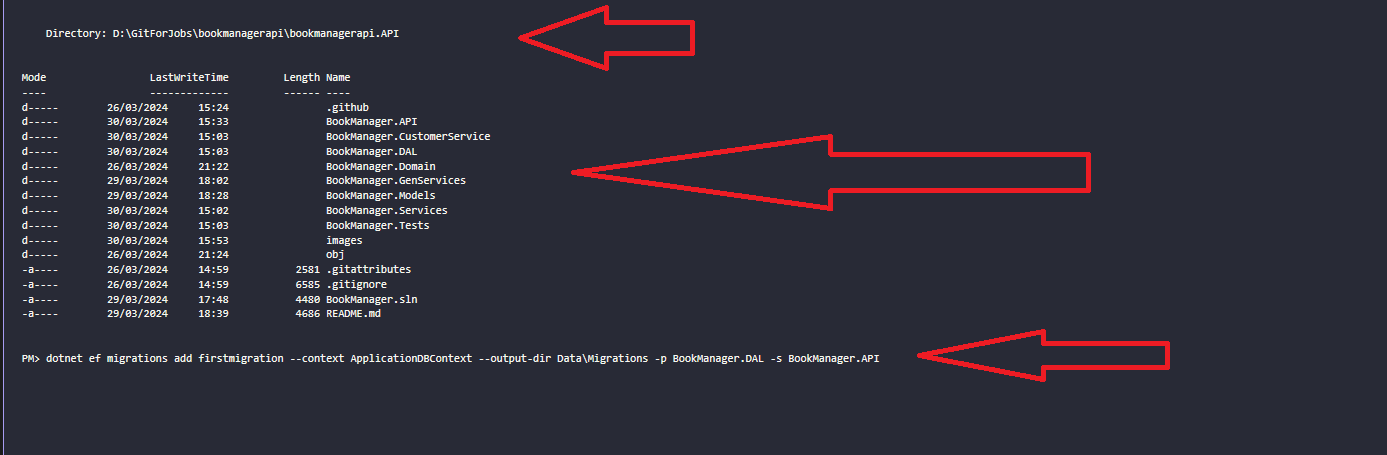 Directory: D:\GitForJobs\bookmanagerapi\bookmanagerapi.API
Mode LastWriteTime Length Name
---- ------------- ------ ----
d----- 26/03/2024 15:24 .github
d----- 30/03/2024 15:33 BookManager.API
d----- 30/03/2024 15:03 BookManager.CustomerService
d----- 30/03/2024 15:03 BookManager.DAL
d----- 26/03/2024 21:22 BookManager.Domain
d----- 29/03/2024 18:02 BookManager.GenServices
d----- 29/03/2024 18:28 BookManager.Models
d----- 30/03/2024 15:02 BookManager.Services
d----- 30/03/2024 15:03 BookManager.Tests
d----- 30/03/2024 15:53 images
d----- 26/03/2024 21:24 obj
-a---- 26/03/2024 14:59 2581 .gitattributes
-a---- 26/03/2024 14:59 6585 .gitignore
-a---- 29/03/2024 17:48 4480 BookManager.sln
-a---- 29/03/2024 18:39 4686 README.md
PM> dotnet ef migrations add firstmigration --context ApplicationDBContext --output-dir Data\Migrations -p BookManager.DAL -s BookManager.API